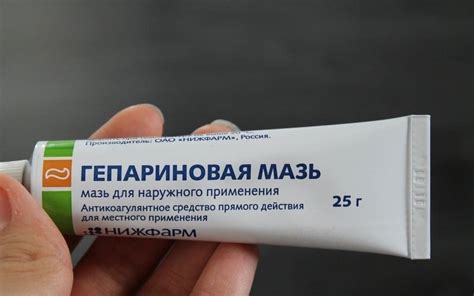 Производитель: ОАО «НИЖФАРМ», Россия.
ГЕПАРИНОВАЯ МАЗЬ
мазь для наружного применения
Антикоагулянтное средство прямого действия
для местного применения
25 г
НИЖФАРМ